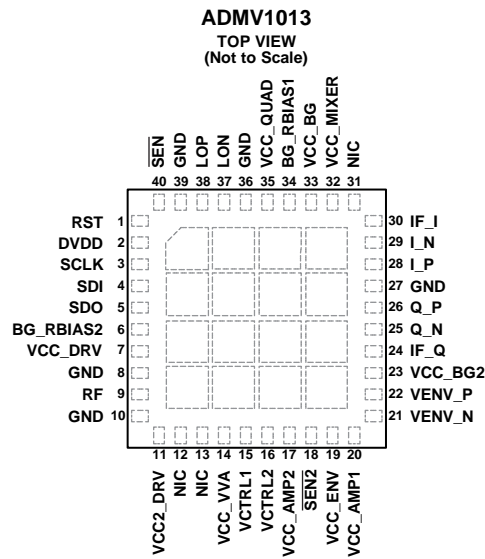 ADMV1013
TOP VIEW
(Not to Scale)
SEN
GND
LOP
LON
GND
VCC_QUAD
BG_RBIAS1
VCC_BG
VCC_MIXER
NIC
40 39 38 37 36 35 34 33 32 31
RST 1
DVDD 2
SCLK 3
SDI 4
SDO 5
BG_RBIAS2 6
VCC_DRV 7
GND 8
RF 9
GND 10
30 IF_I
29 I_N
28 I_P
27 GND
26 Q_P
25 Q_N
24 IF_Q
23 VCC_BG2
22 VENV_P
21 VENV_N
11 12 13 14 15 16 17 18 19 20
VCC2_DRV
NIC
NIC
VCC_VVA
VCTRL1
VCTRL2
VCC_AMP2
SEN2
VCC_ENV
VCC_AMP1